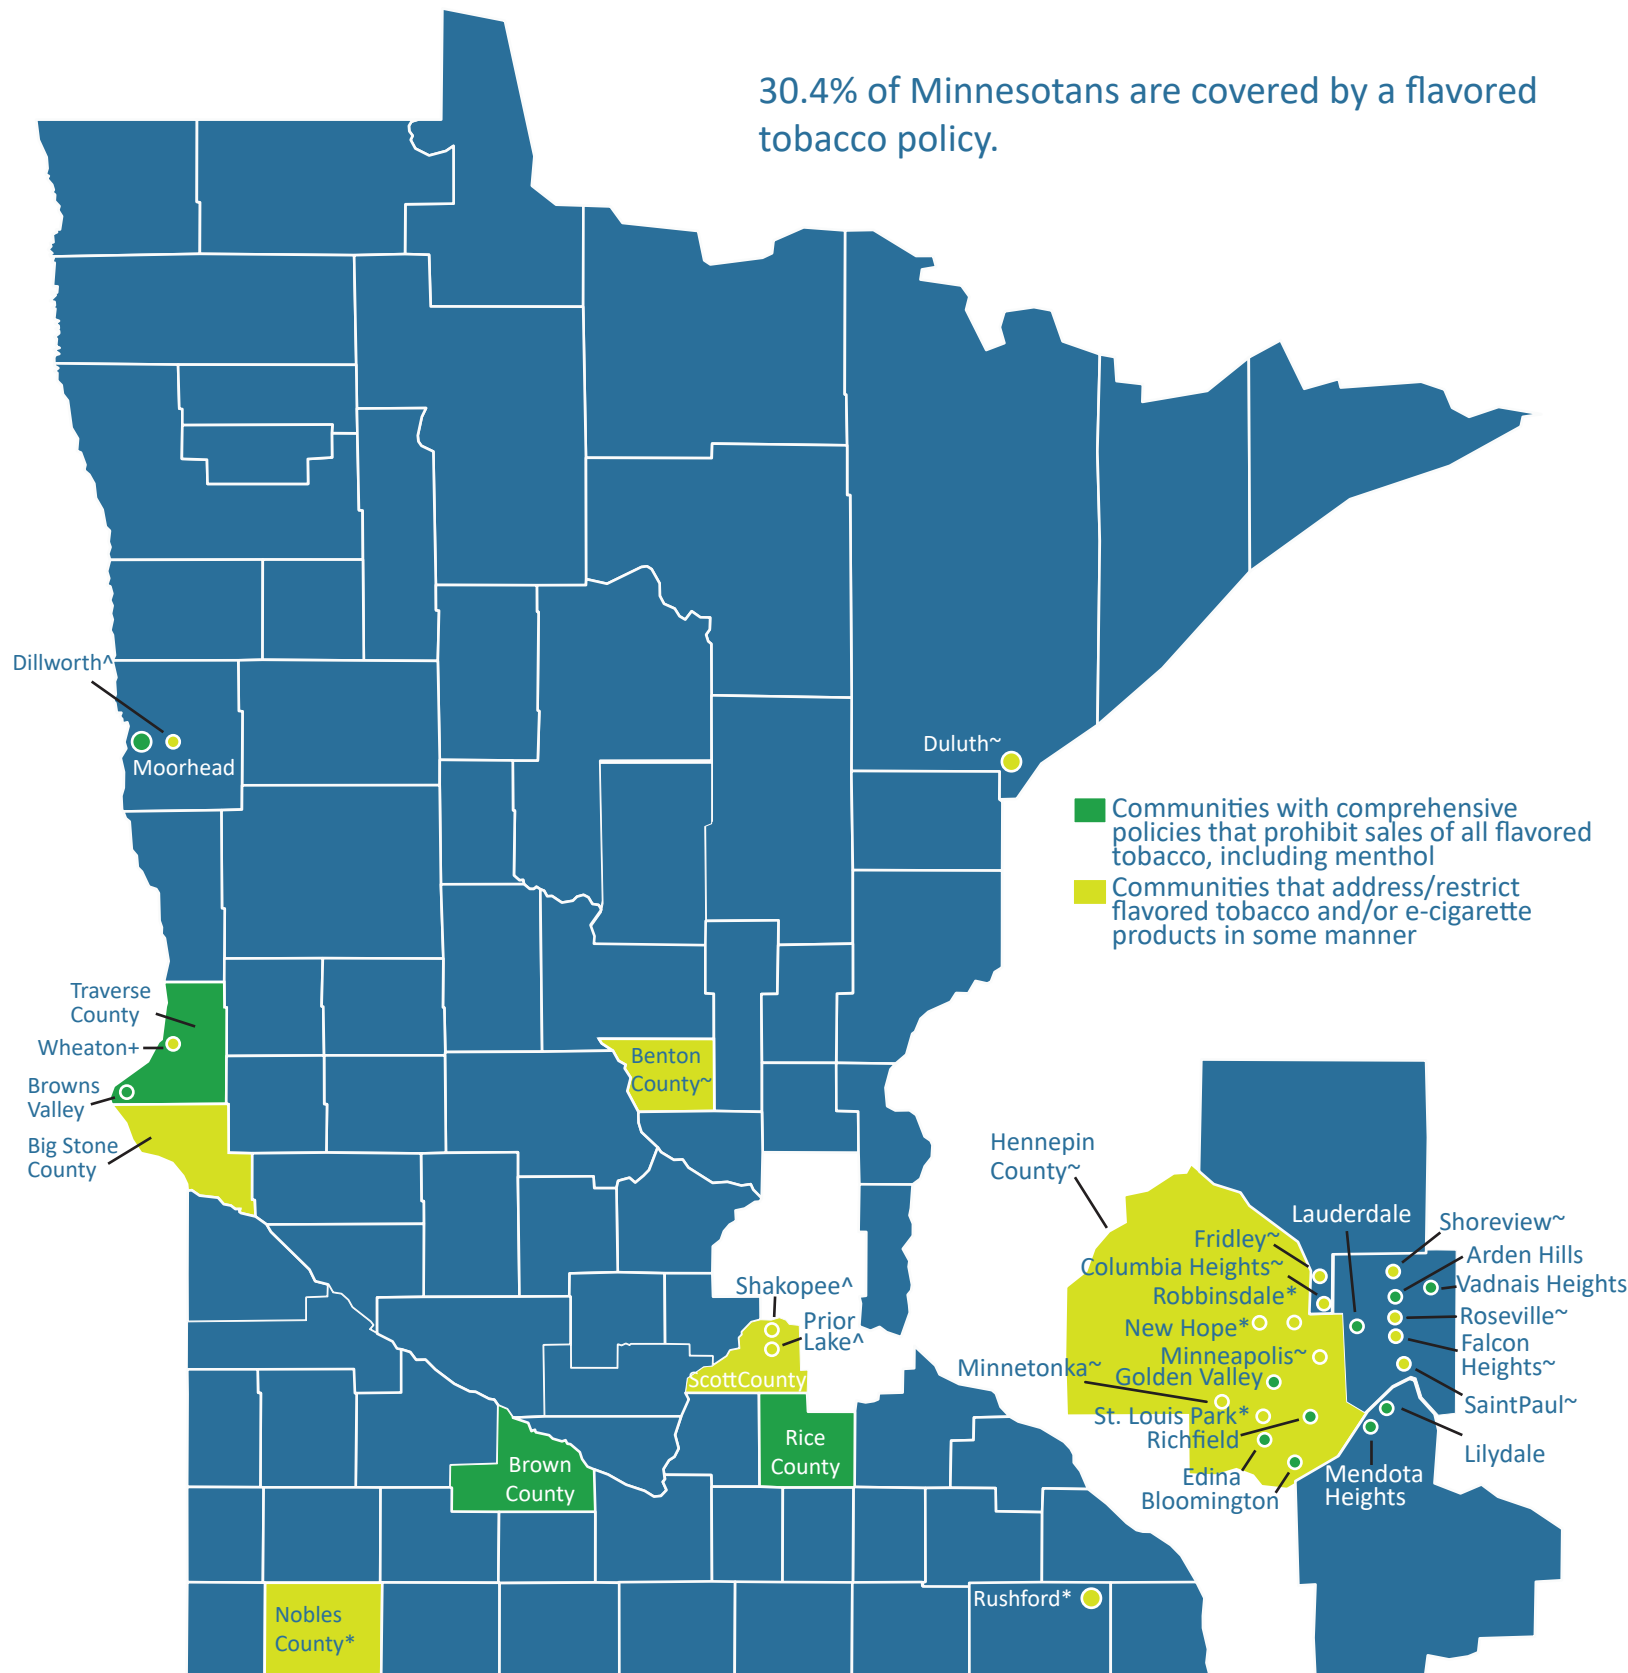 30.4% of Minnesotans are covered by a flavored
tobacco policy.
Dillworth^
Moorhead
Duluth~
Communities with comprehensive
policies that prohibit sales of all flavored
tobacco, including menthol
Communities that address/restrict
flavored tobacco and/or e-cigarette
products in some manner
Traverse
County
Wheaton+
Browns
Valley
Big Stone
County
Benton
County~
Hennepin
County~
Lauderdale
Shoreview~
Fridley~
Arden Hills
Columbia Heights~
Vadnais Heights
Robbinsdale*
Roseville~
New Hope*
Falcon
Heights~
Minneapolis~
Minnetonka~
Golden Valley
SaintPaul~
St. Louis Park*
Richfield
Lilydale
Edina
Mendota
Heights
Bloomington
Shakopee^
Prior
Lake^
ScottCounty
Rice
County
Brown
County
Rushford*
Nobles
County*